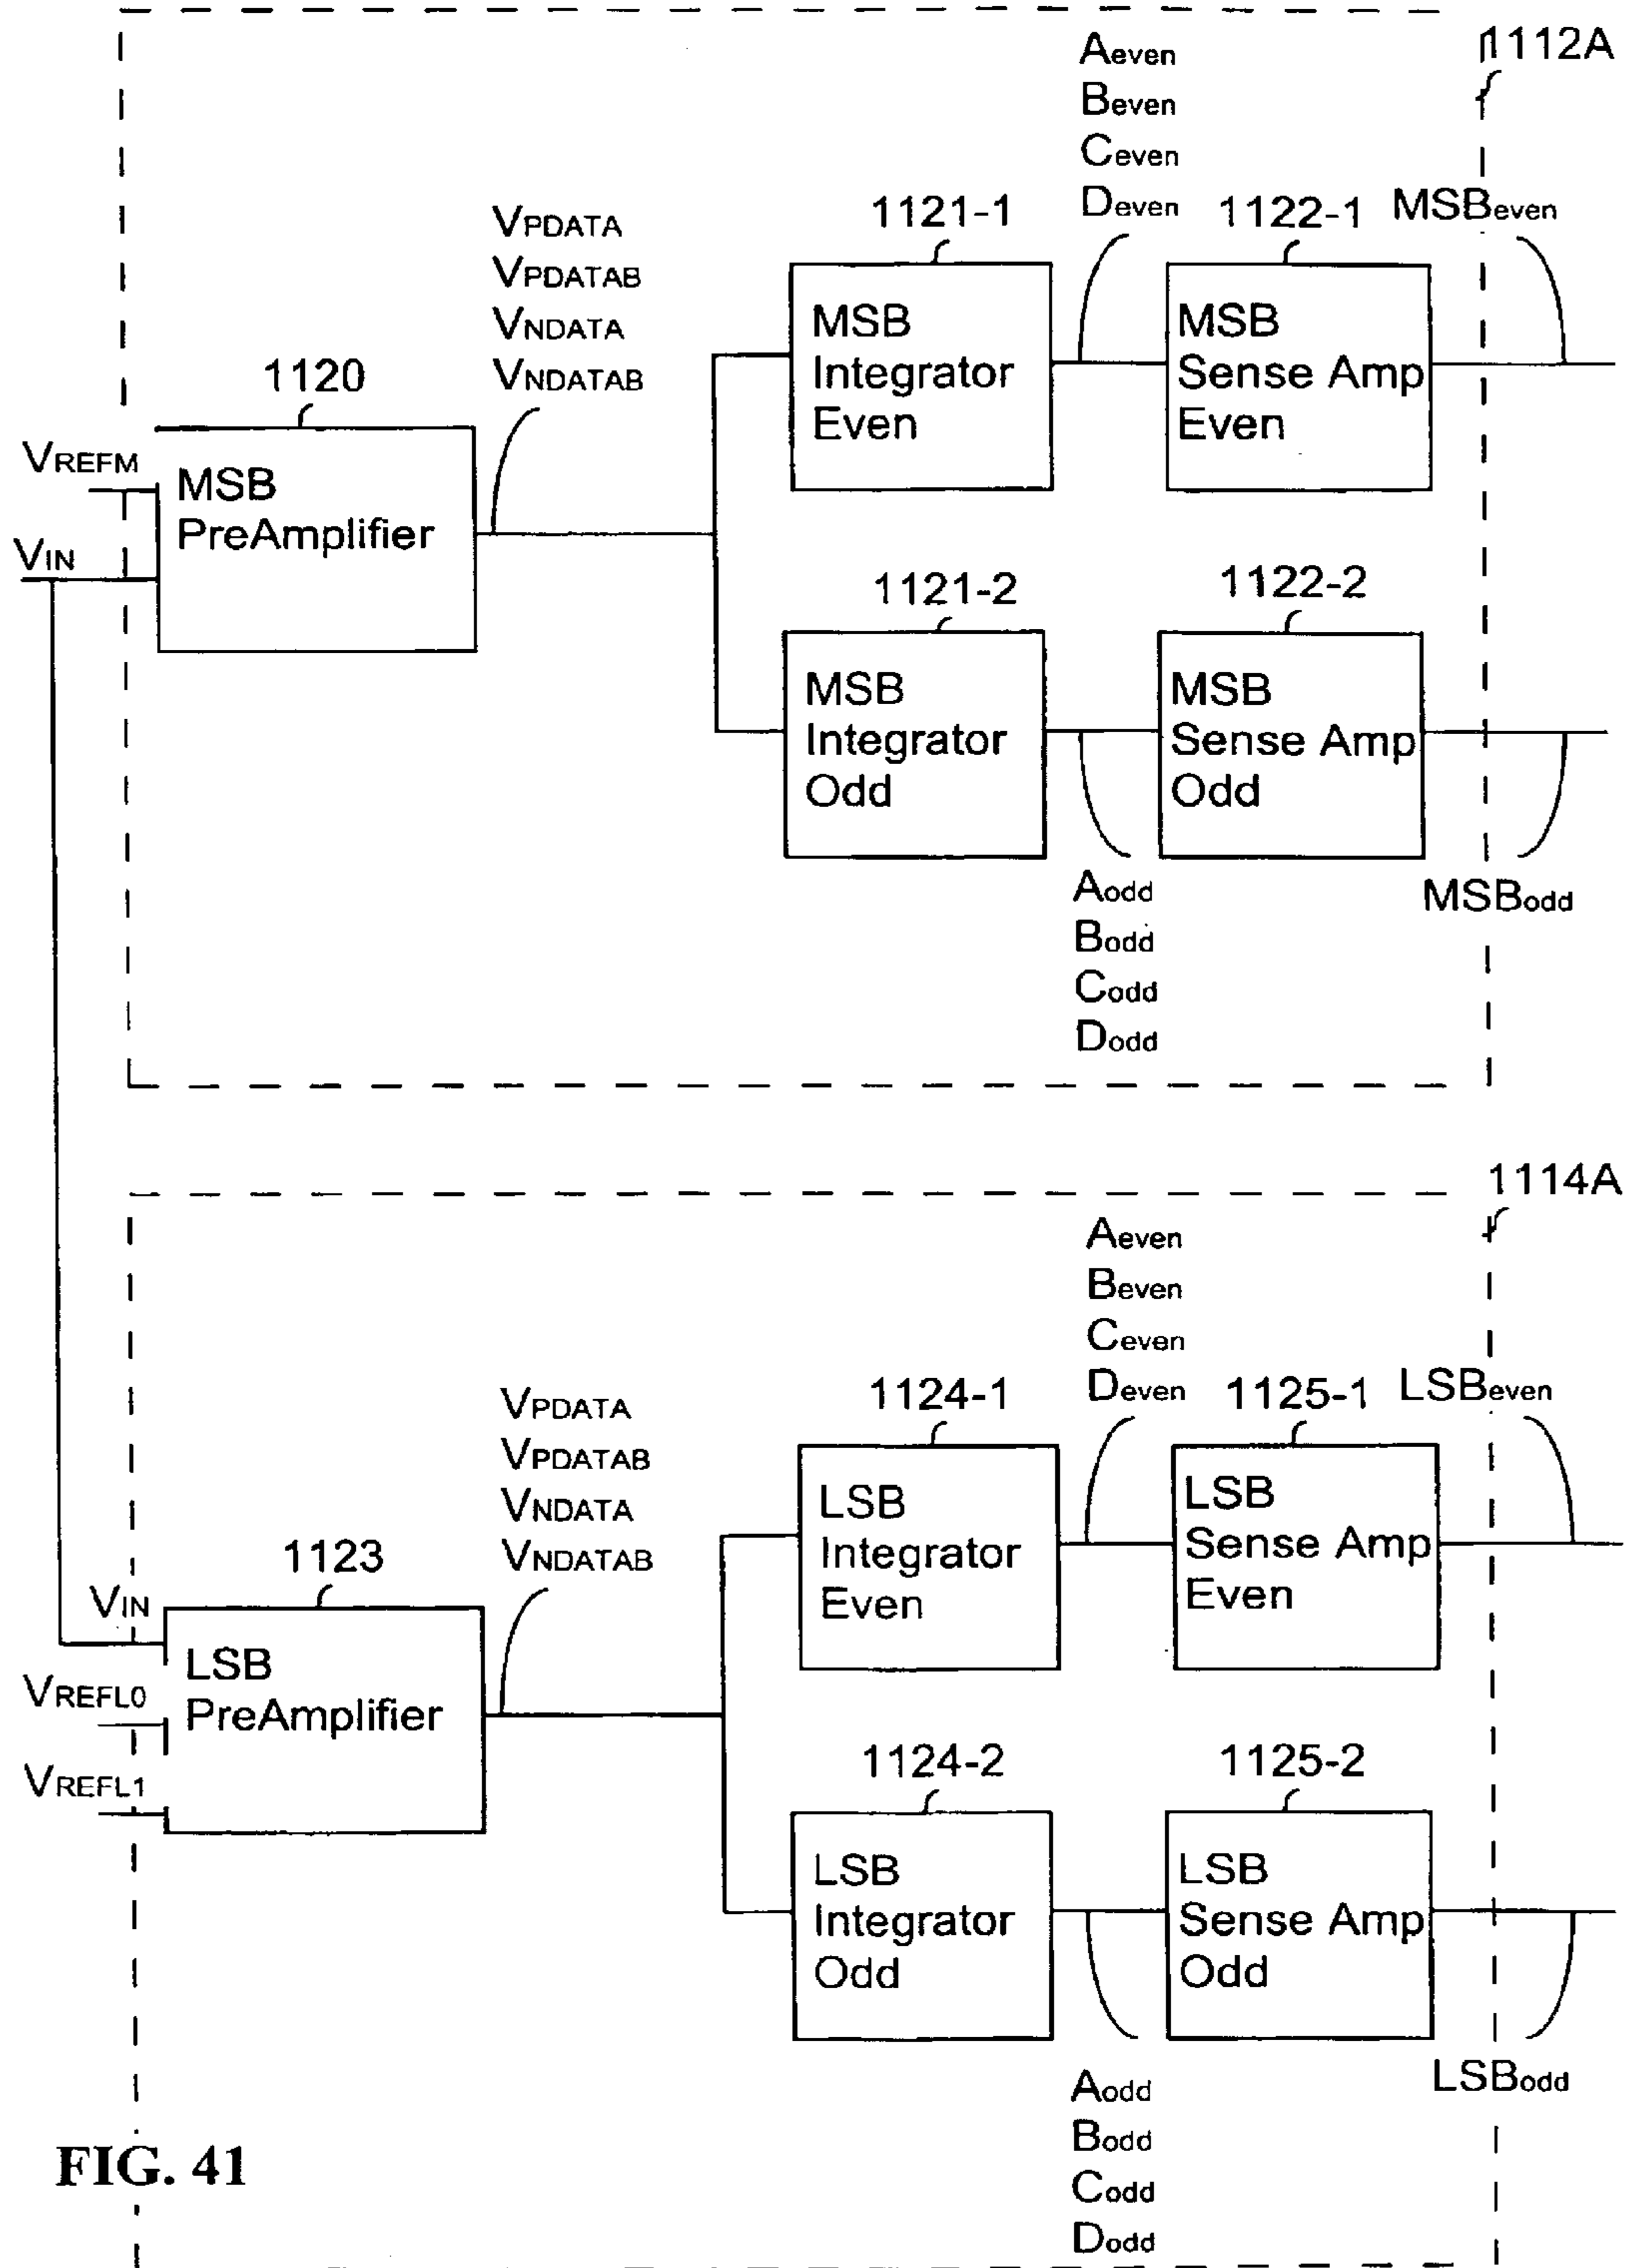 1112A
Aeven
Beven
Ceven
Deven
1121-1
1122-1
MSBeven
VPDATA
VPDATAB
VNDATA
VNDATAB
MSB
Integrator
Even
MSB
Sense Amp
Even
1120
VREFM
VIN
MSB
PreAmplifier
1121-2
1122-2
MSB
Integrator
Odd
MSB
Sense Amp
Odd
Aodd
Bodd
Codd
Dodd
MSBodd
1114A
Aeven
Beven
Ceven
Deven
1124-1
1125-1
LSBeven
VPDATA
VPDATAB
VNDATA
VNDATAB
LSB
Integrator
Even
LSB
Sense Amp
Even
1123
VIN
VREFL0
VREFL1
LSB
PreAmplifier
1124-2
1125-2
LSB
Integrator
Odd
LSB
Sense Amp
Odd
LSBodd
Aodd
Bodd
Codd
Dodd
FIG. 41